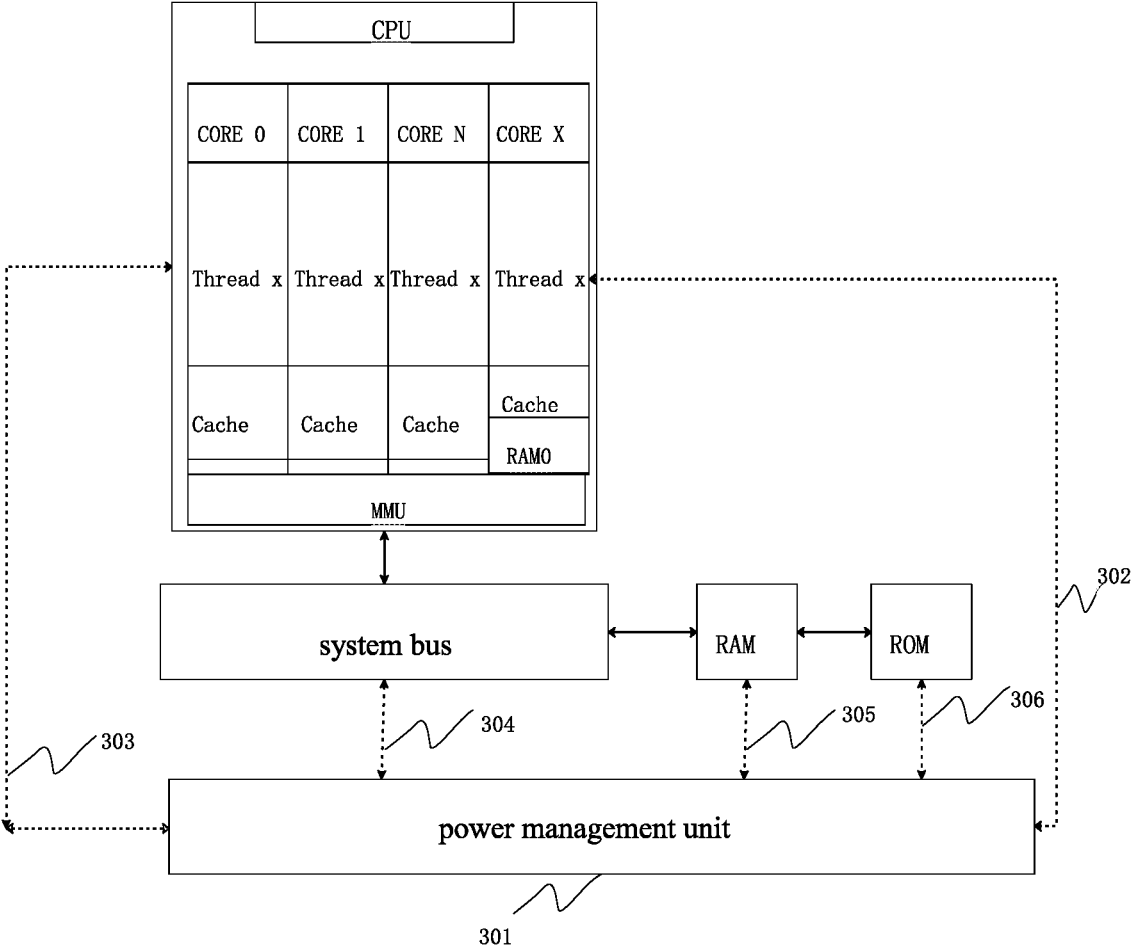 CPU
CORE 0 CORE 1 CORE N CORE X
Thread x Thread x Thread x Thread x
Cache Cache Cache Cache
RAM0
MMU
302
system bus RAM ROM
304 305 306
303
power management unit
301